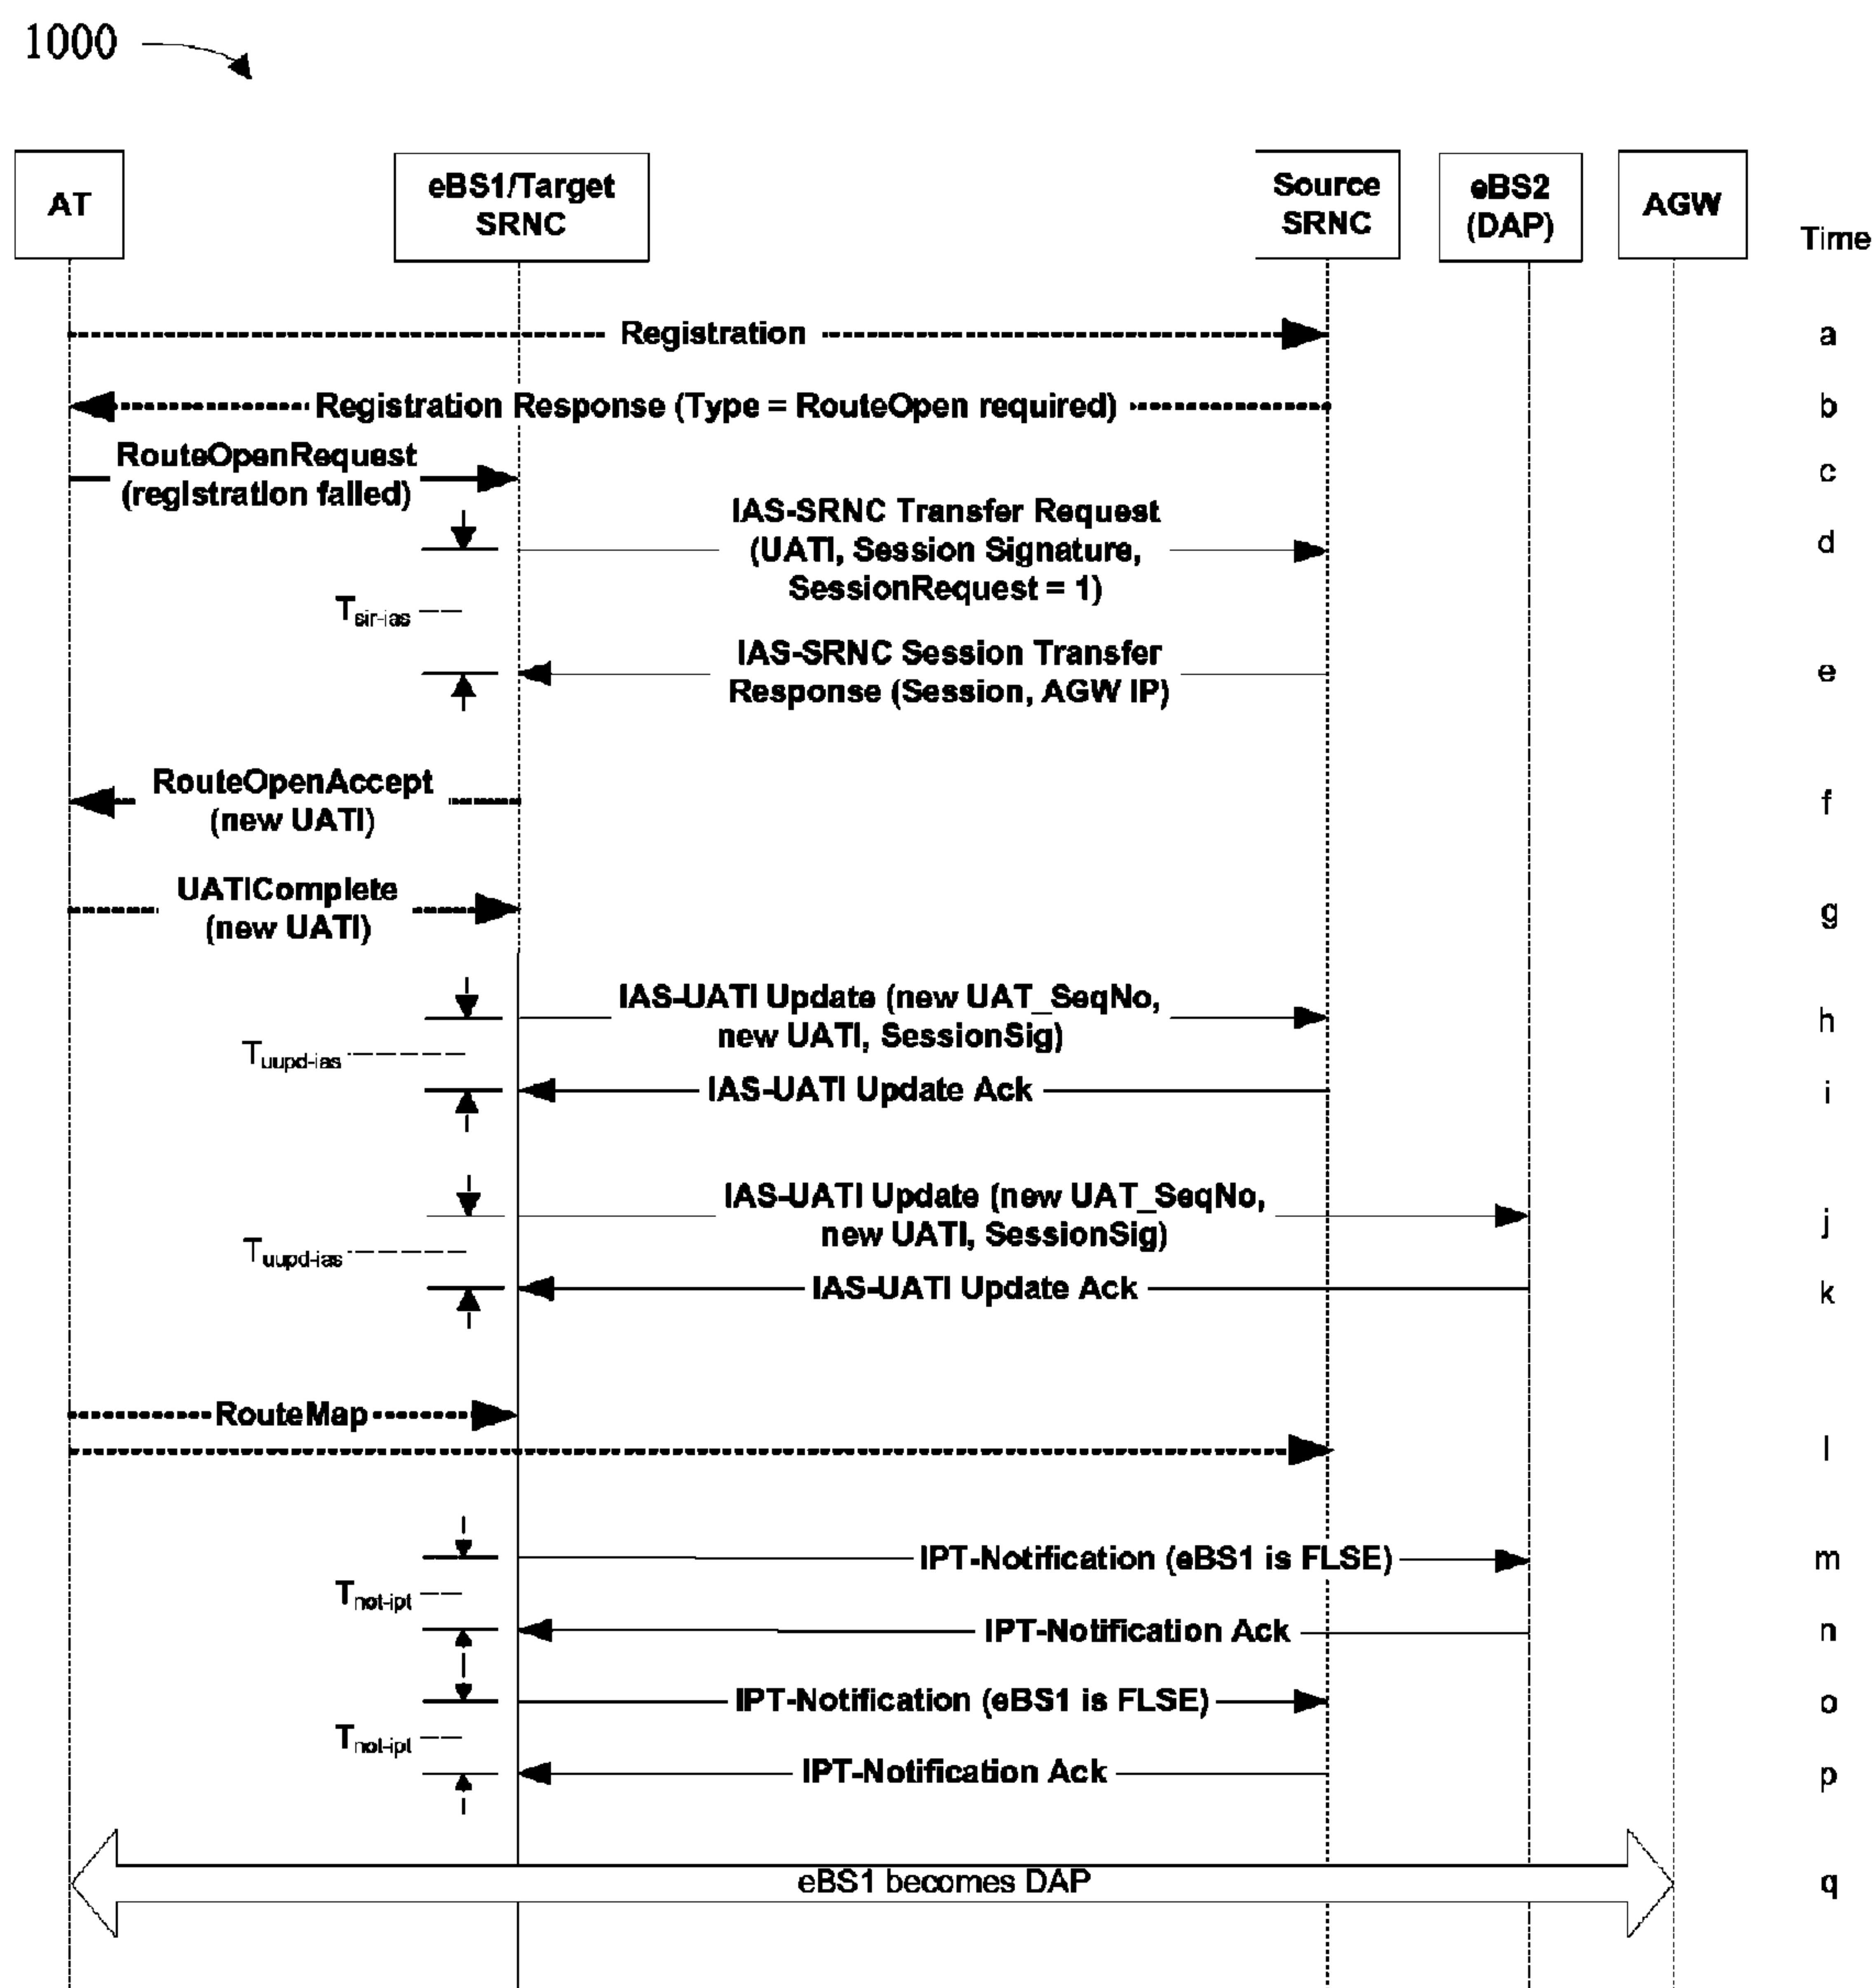 1000
AT
eBS1/Target
SRNC
Source
SRNC
eBS2
(DAP)
AGW
Time
Registration
a
Registration Response (Type = RouteOpen required)
b
RouteOpenRequest
(registration failed)
c
IAS-SRNC Transfer Request
(UATI, Session Signature,
SessionRequest = 1)
d
Tsir-ias
IAS-SRNC Session Transfer
Response (Session, AGW IP)
e
RouteOpenAccept
(new UATI)
f
UATIComplete
(new UATI)
g
IAS-UATI Update (new UAT_SeqNo,
new UATI, SessionSig)
h
Tuupd-ias
IAS-UATI Update Ack
i
IAS-UATI Update (new UAT_SeqNo,
new UATI, SessionSig)
j
Tuupd-ias
IAS-UATI Update Ack
k
RouteMap
l
IPT-Notification (eBS1 is FLSE)
m
Tnot-ipt
IPT-Notification Ack
n
IPT-Notification (eBS1 is FLSE)
o
Tnot-ipt
IPT-Notification Ack
p
eBS1 becomes DAP
q